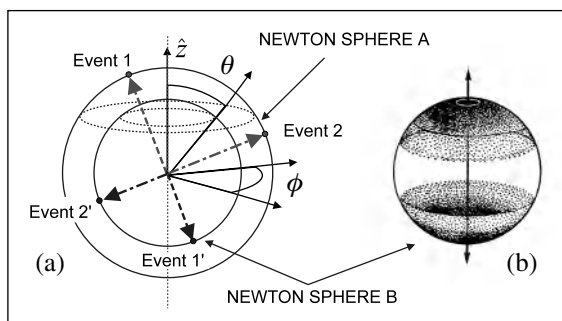 Event 1
ẑ
θ
NEWTON SPHERE A
Event 2
ϕ
Event 2'
(a)
Event 1'
(b)
NEWTON SPHERE B